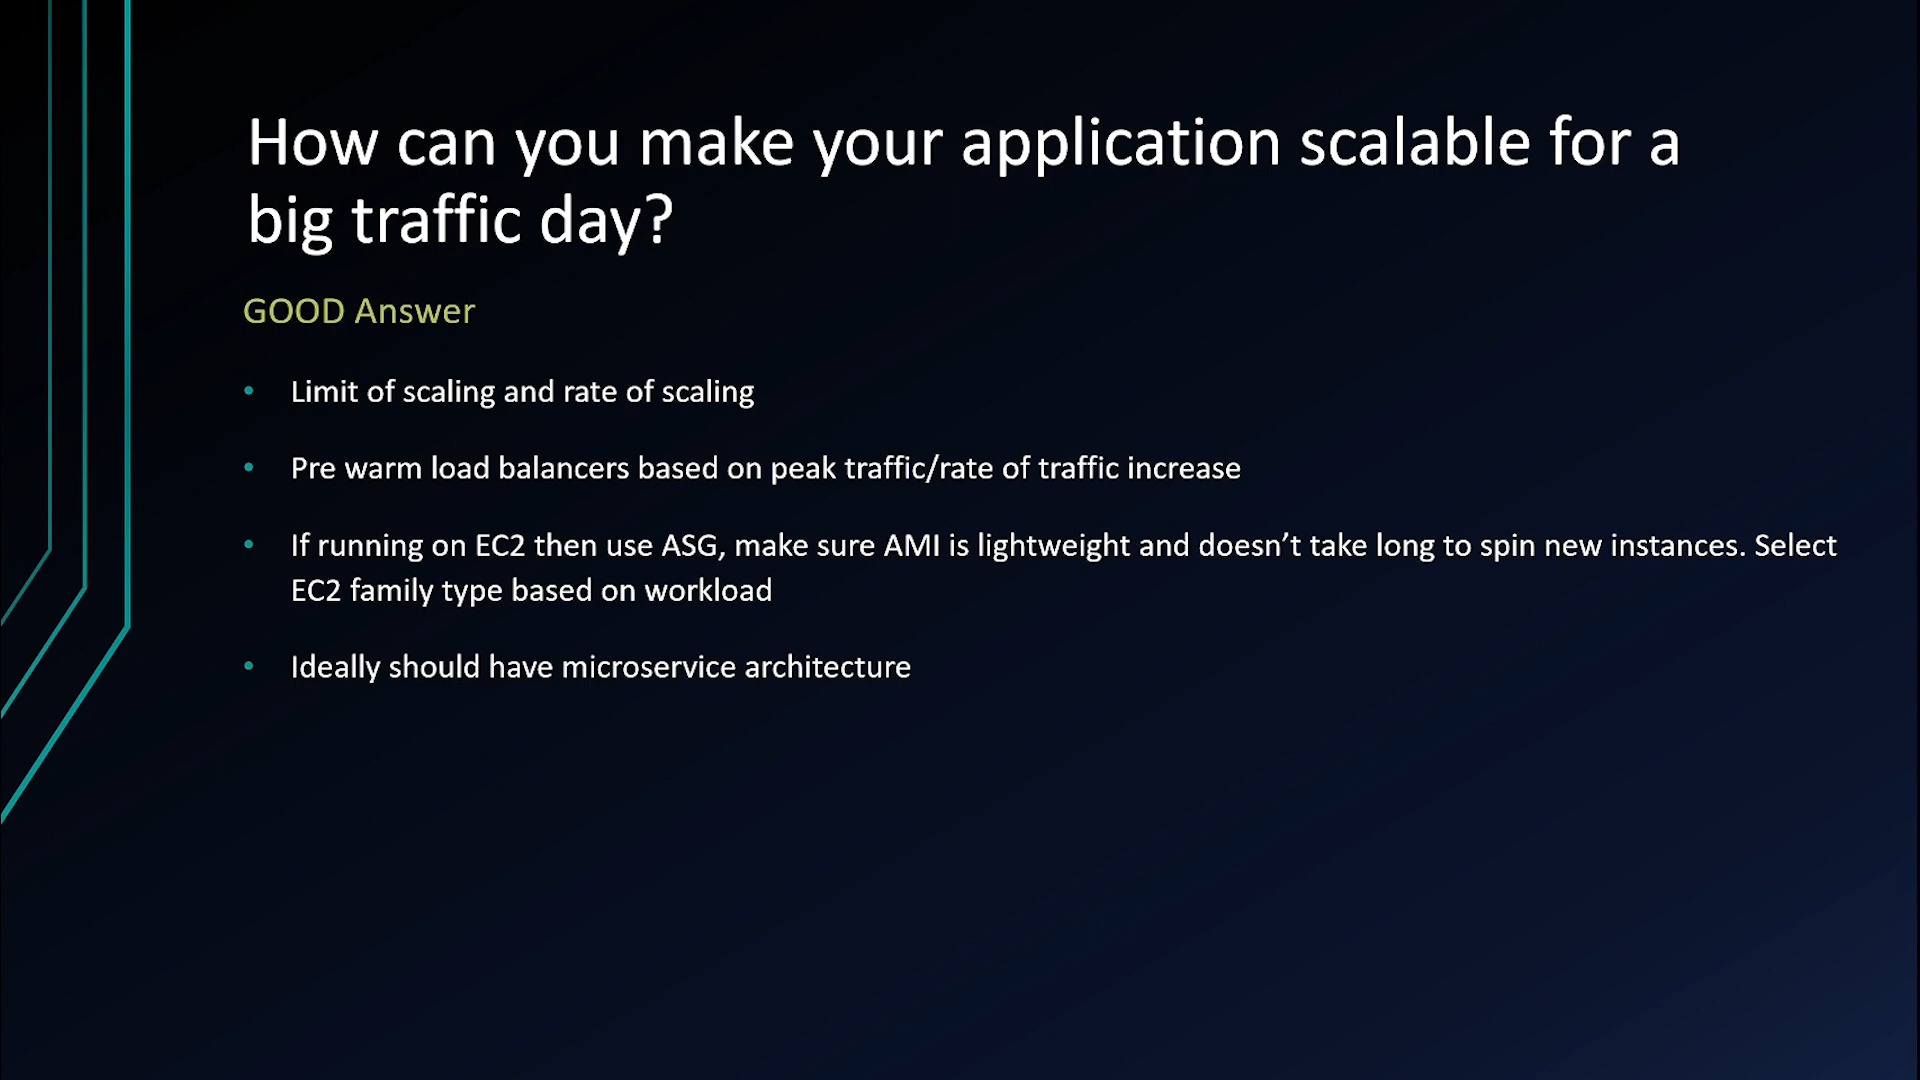 How can you make your application scalable for a
big traffic day?
GOOD Answer
• Limit of scaling and rate of scaling
• Pre warm load balancers based on peak traffic/rate of traffic increase
• If running on EC2 then use ASG, make sure AMI is lightweight and doesn’t take long to spin new instances. Select
EC2 family type based on workload
• Ideally should have microservice architecture